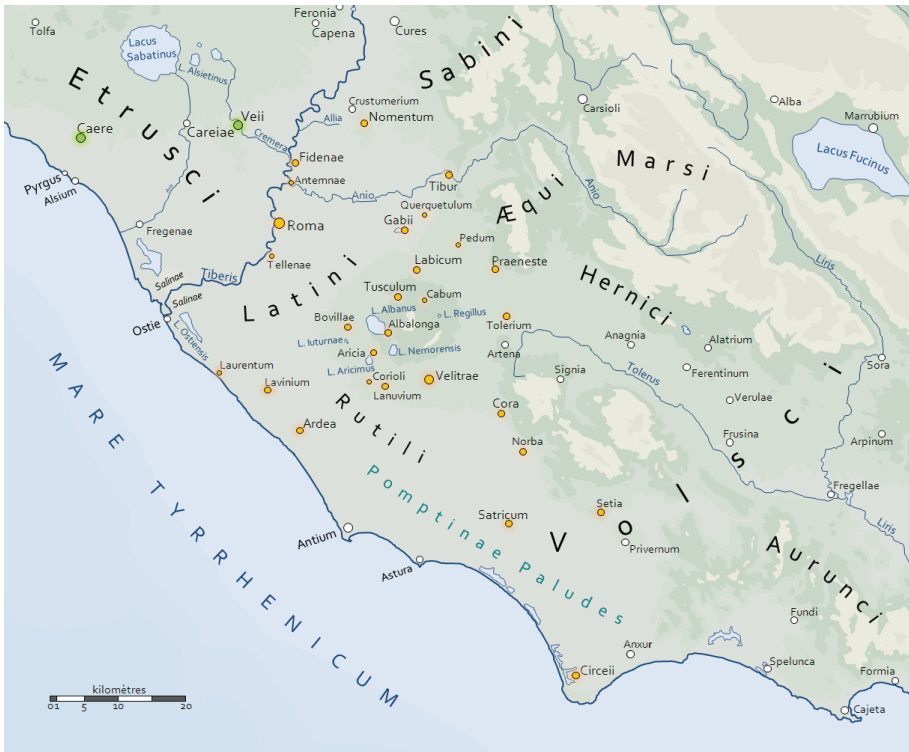 Feronia
Tolfa
Capena
Cures
Lacus
Sabatinus
L. Alsietinus
Etrusci
Sabini
Crustumerium
Carsioli
Alba
Marrubium
Veii
Caere
Careiae
Allia
Nomentum
Cremera
Lacus Fucinus
Fidenae
Marsi
Pyrgus
Alsium
Antemnae
Anio
Tibur
Æqui
Anio
Querquetulum
Fregenae
Roma
Gabii
Pedum
Tellenae
Latini
Labicum
Praeneste
Liris
Tiberis
Salinae
Salinae
Hernici
Tusculum
Cabum
Ostie
L. Ostiensis
Bovillae
L. Albanus
L. Regillus
Albalonga
Tolerium
L. Iuturnae
Aricia
L. Nemorensis
Artena
Anagnia
Alatrium
L. Aricimus
Laurentum
Lavinium
Corioli
Lanuvium
Velitrae
Signia
Tolerus
Ferentinum
Sora
Rutili
Cora
Verulae
Ardea
Norba
Frusina
Arpinum
MARE TYRRHENICUM
Pomptinae Paludes
Volsci
Setia
Satricum
Fregellae
Liris
Antium
Privernum
Aurunci
Astura
Fundi
Anxur
Circeii
Spelunca
Formia
Cajeta
kilomètres
01 5 10 20